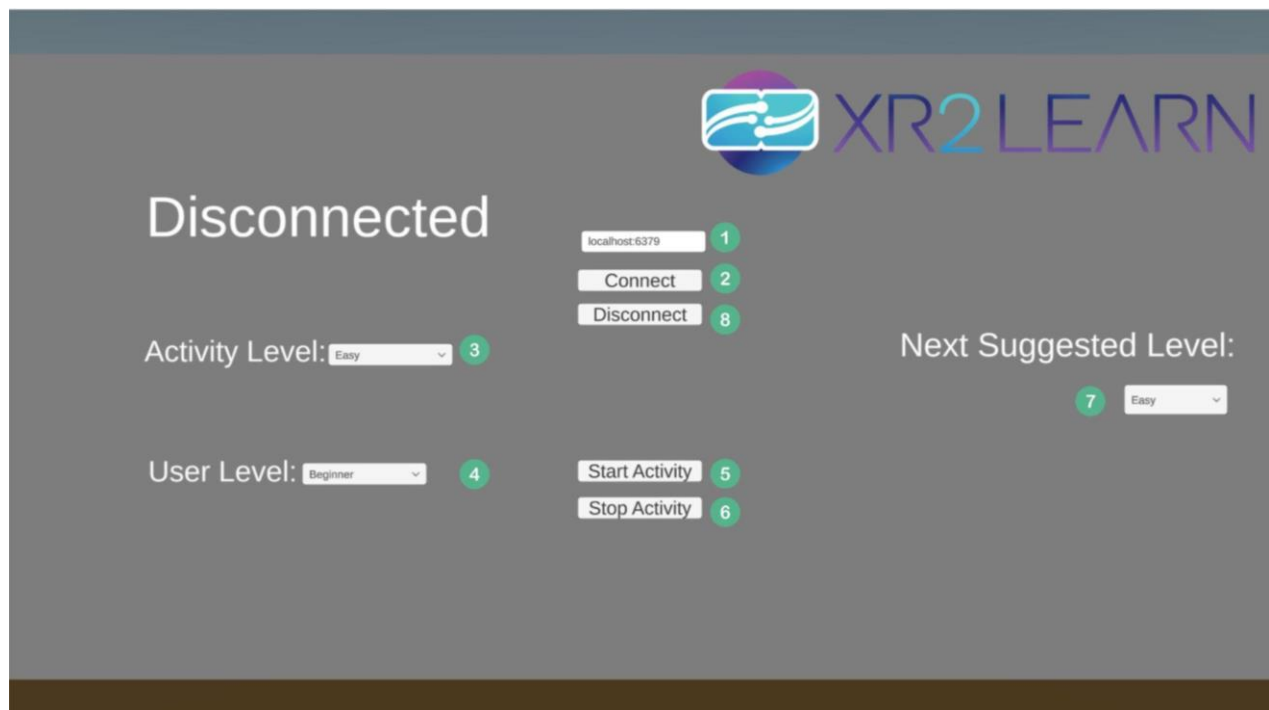 XR2LEARN
Disconnected
localhost:6379 1
Connect 2
Disconnect 8
Activity Level: Easy 3
Next Suggested Level:
7 Easy
User Level: Beginner 4
Start Activity 5
Stop Activity 6